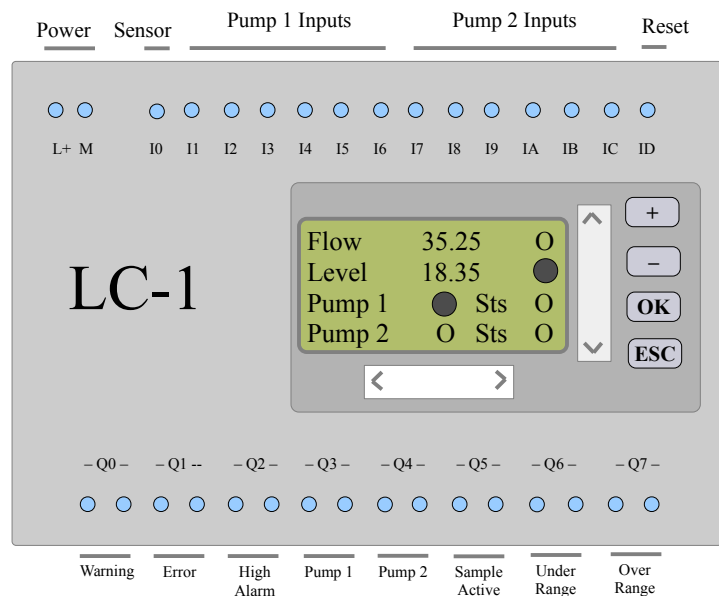 Power Sensor Pump 1 Inputs Pump 2 Inputs Reset
L+ M I0 I1 I2 I3 I4 I5 I6 I7 I8 I9 IA IB IC ID
LC-1
Flow 35.25 O
Level 18.35
Pump 1 Sts O
Pump 2 O Sts O
+
–
OK
ESC
– Q0 – – Q1 -- – Q2 – – Q3 – – Q4 – – Q5 – – Q6 – – Q7 –
Warning Error High Pump 1 Pump 2 Sample Under Over
Alarm Active Range Range